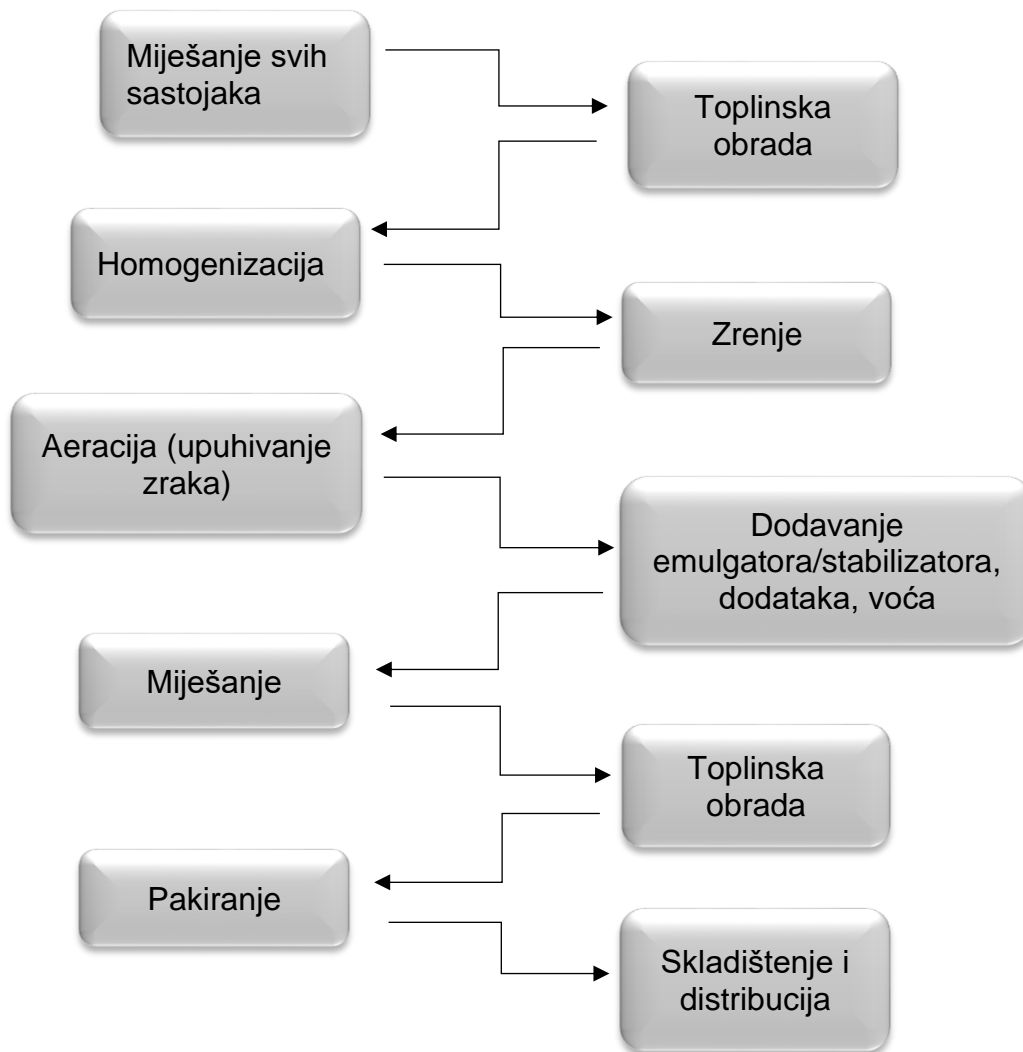 Miješanje svih
sastojaka
Toplinska
obrada
Homogenizacija
Zrenje
Aeracija (upuhivanje
zraka)
Dodavanje
emulgatora/stabilizatora,
dodataka, voća
Miješanje
Toplinska
obrada
Pakiranje
Skladištenje i
distribucija